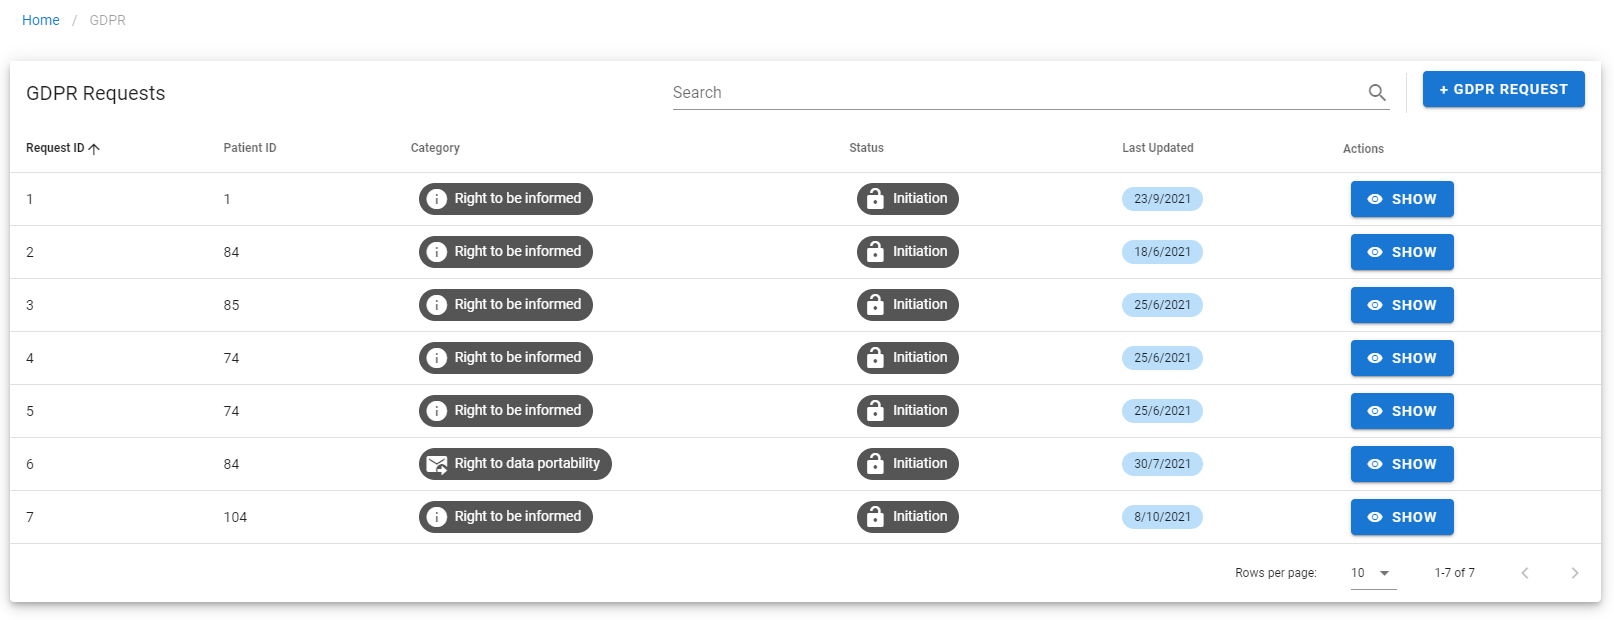 Home / GDPR
GDPR Requests Search + GDPR REQUEST
Request ID Patient ID Category Status Last Updated Actions
1 1 Right to be informed Initiation 23/9/2021 SHOW
2 84 Right to be informed Initiation 18/6/2021 SHOW
3 85 Right to be informed Initiation 25/6/2021 SHOW
4 74 Right to be informed Initiation 25/6/2021 SHOW
5 74 Right to be informed Initiation 25/6/2021 SHOW
6 84 Right to data portability Initiation 30/7/2021 SHOW
7 104 Right to be informed Initiation 8/10/2021 SHOW
Rows per page: 10 1-7 of 7